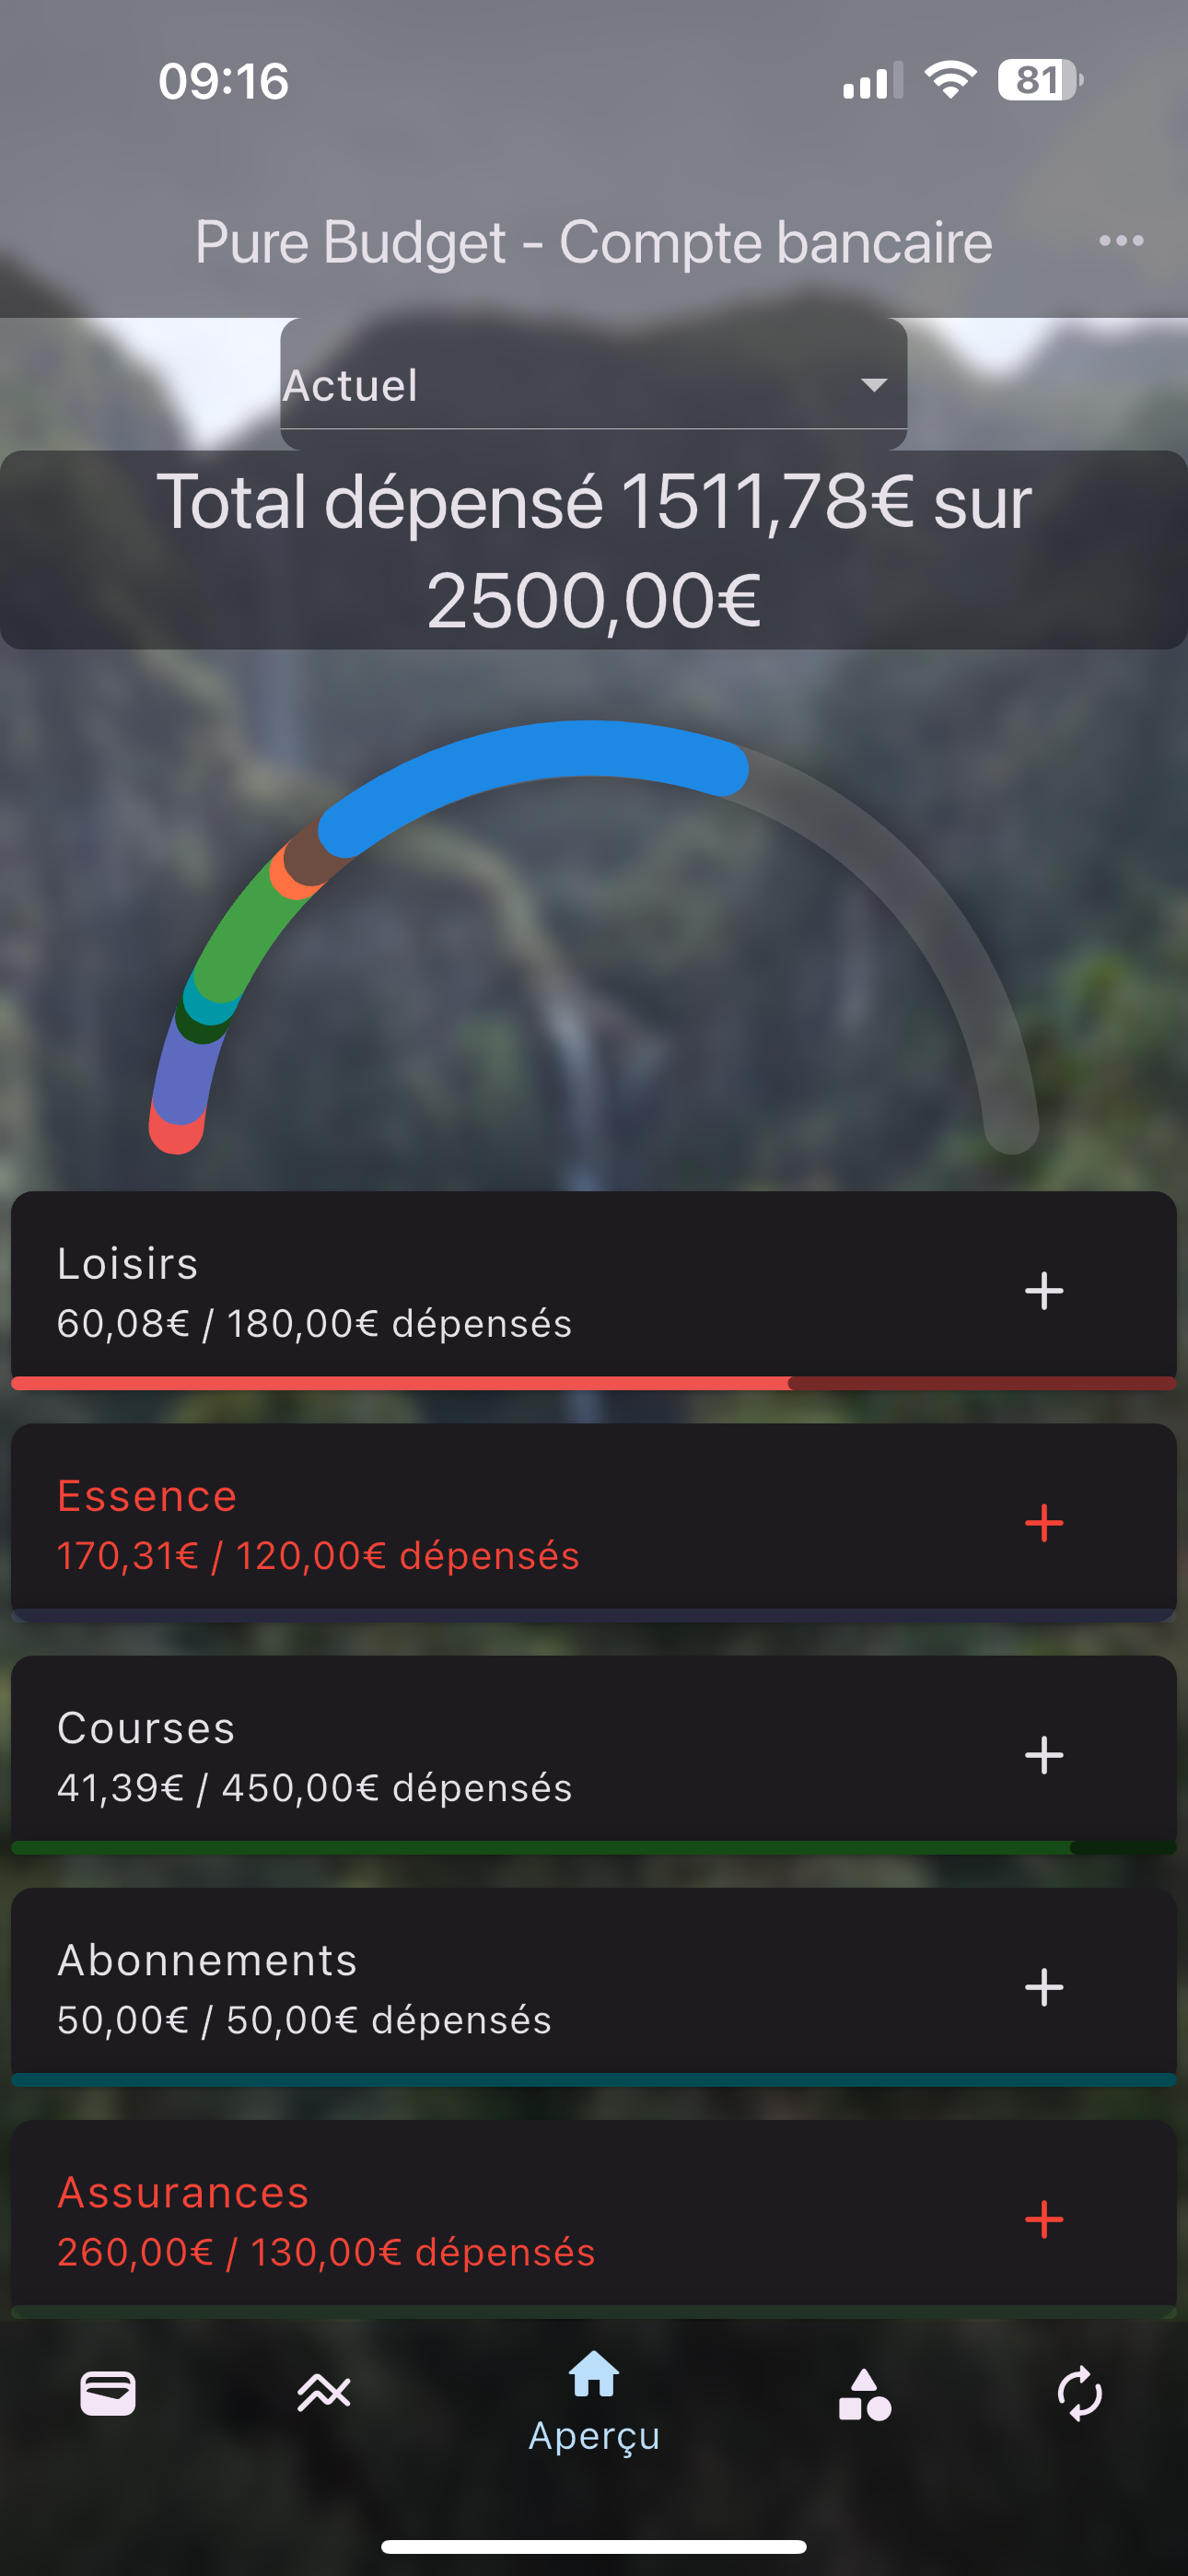 09:16
81
Pure Budget - Compte bancaire
Actuel
Total dépensé 1511,78€ sur
2500,00€
Loisirs
60,08€ / 180,00€ dépensés
Essence
170,31€ / 120,00€ dépensés
Courses
41,39€ / 450,00€ dépensés
Abonnements
50,00€ / 50,00€ dépensés
Assurances
260,00€ / 130,00€ dépensés
Aperçu